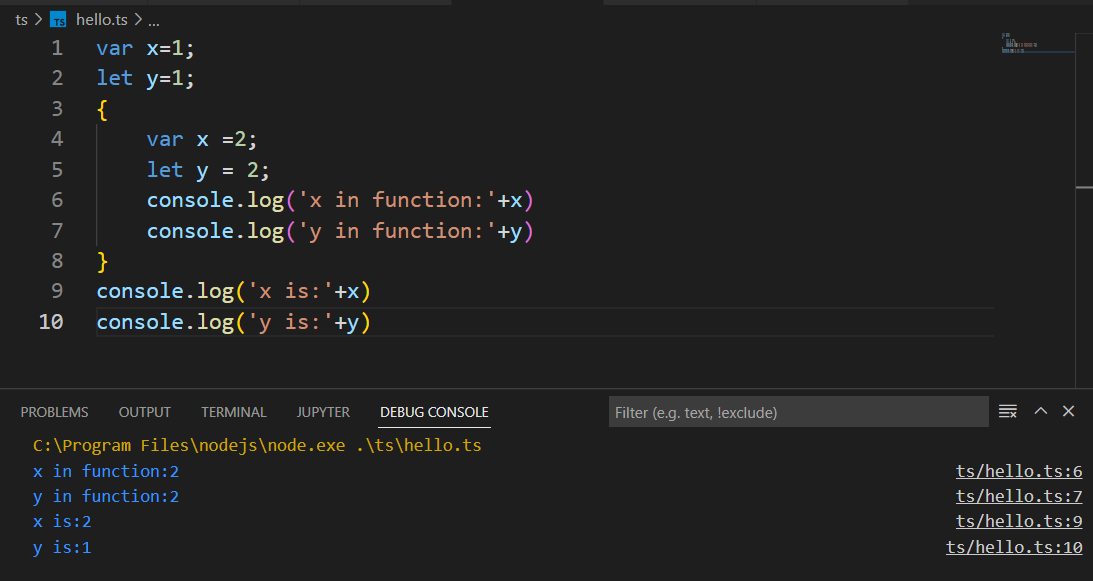 ts > TS hello.ts > ...
1 var x=1;
2 let y=1;
3 {
4     var x =2;
5     let y = 2;
6     console.log('x in function:'+x)
7     console.log('y in function:'+y)
8 }
9 console.log('x is:'+x)
10 console.log('y is:'+y)
PROBLEMS OUTPUT TERMINAL JUPYTER DEBUG CONSOLE Filter (e.g. text, !exclude)
C:\Program Files\nodejs\node.exe .\ts\hello.ts
x in function:2 ts/hello.ts:6
y in function:2 ts/hello.ts:7
x is:2 ts/hello.ts:9
y is:1 ts/hello.ts:10